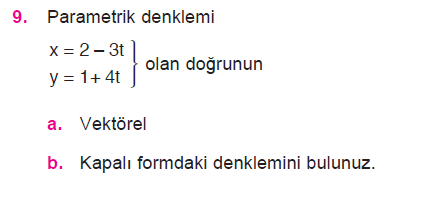 9. Parametrik denklemi
x = 2 – 3t
y = 1+ 4t } olan doğrunun
a. Vektörel
b. Kapalı formdaki denklemini bulunuz.